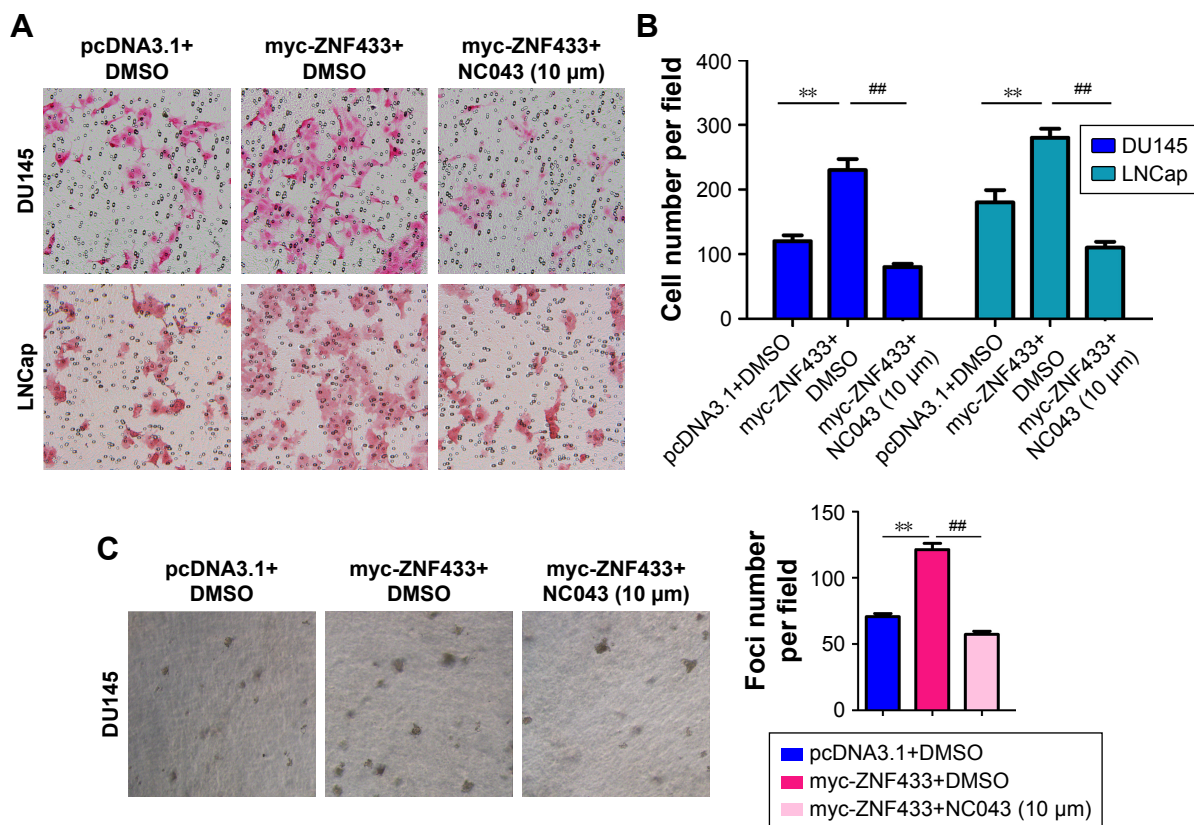 A
pcDNA3.1+
DMSO
myc-ZNF433+
DMSO
myc-ZNF433+
NC043 (10 µm)
DU145
LNCap
B
Cell number per field
400
300
200
100
0
**
##
**
##
DU145
LNCap
pcDNA3.1+DMSO
myc-ZNF433+
DMSO
myc-ZNF433+
NC043 (10 µm)
pcDNA3.1+DMSO
myc-ZNF433+
DMSO
myc-ZNF433+
NC043 (10 µm)
C
pcDNA3.1+
DMSO
myc-ZNF433+
DMSO
myc-ZNF433+
NC043 (10 µm)
DU145
Foci number
per field
150
100
50
0
**
##
pcDNA3.1+DMSO
myc-ZNF433+DMSO
myc-ZNF433+NC043 (10 µm)